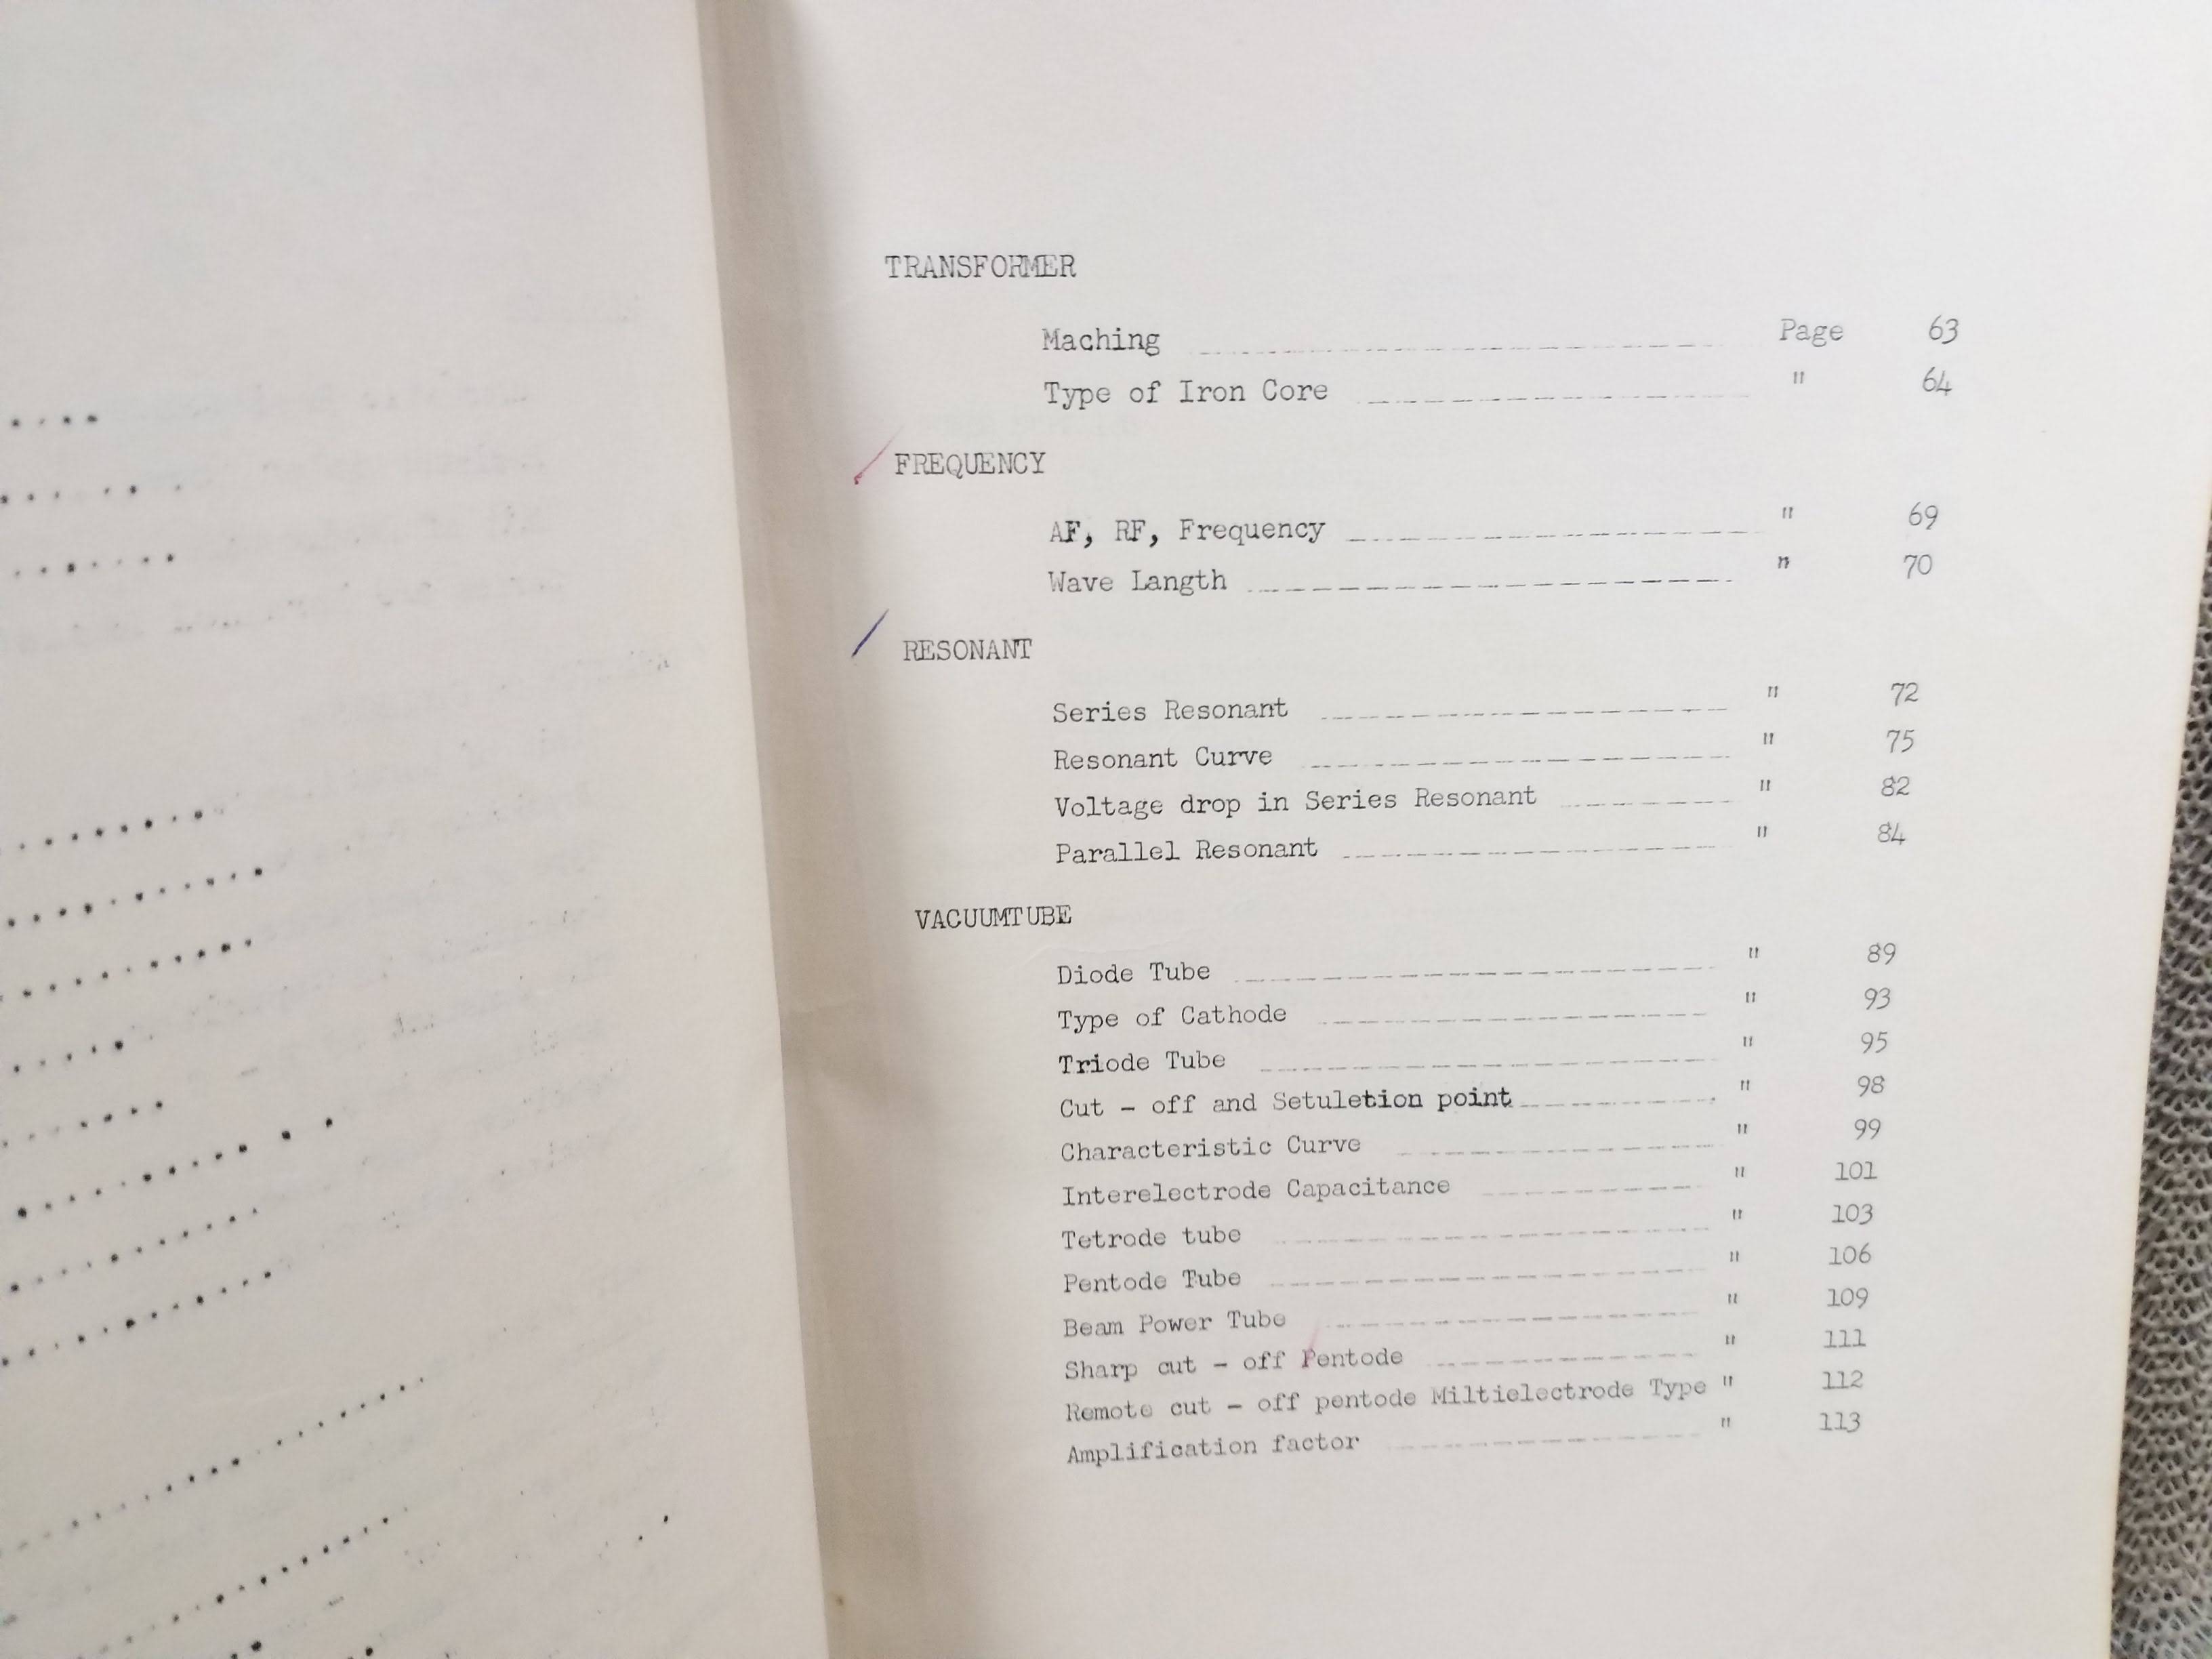 TRANSFORMER
Maching Page 63
Type of Iron Core " 64
FREQUENCY
AF, RF, Frequency " 69
Wave Langth " 70
RESONANT
Series Resonant " 72
Resonant Curve " 75
Voltage drop in Series Resonant " 82
Parallel Resonant " 84
VACUUMTUBE
Diode Tube " 89
Type of Cathode " 93
Triode Tube " 95
Cut - off and Setuletion point " 98
Characteristic Curve " 99
Interelectrode Capacitance " 101
Tetrode tube " 103
Pentode Tube " 106
Beam Power Tube " 109
Sharp cut - off Pentode " 111
Remote cut - off pentode Miltielectrode Type " 112
Amplification factor " 113